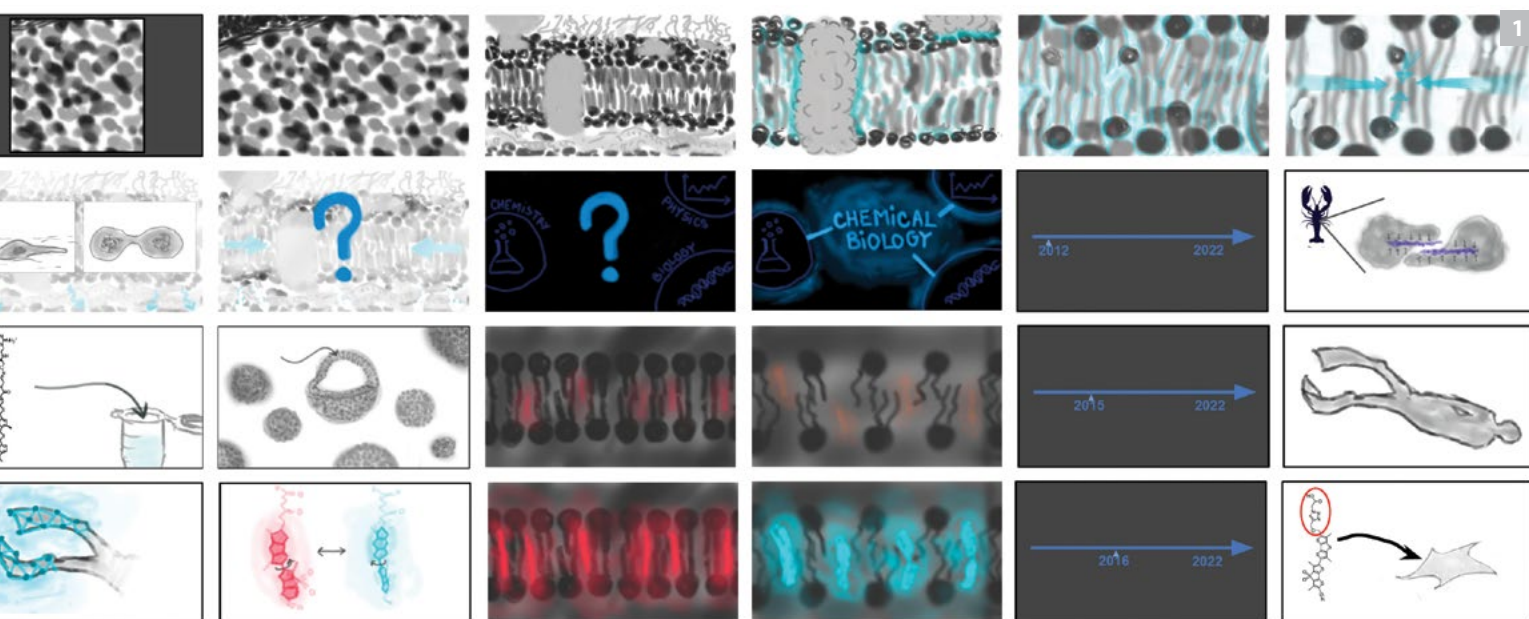 1
?
CHEMISTRY
?
PHYSICS
BIOLOGY
CHEMICAL
BIOLOGY
2012 2022
2015 2022
2016 2022